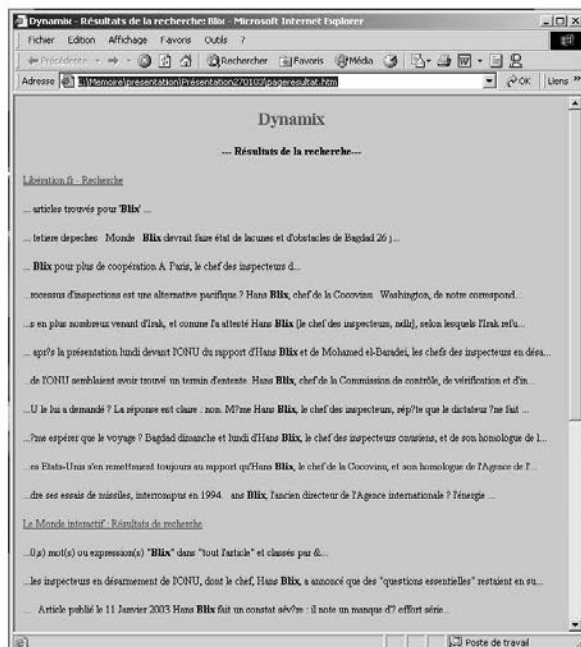 Dynamix - Résultats de la recherche: Blix - Microsoft Internet Explorer
Fichier Edition Affichage Favoris Outils ?
Précédente Rechercher Favoris Média
Adresse E:\Memoire\presentation\Présentation270103\pageresultat.htm OK Liens »
Dynamix
--- Résultats de la recherche---
Libération.fr - Recherche
... articles trouvés pour 'Blix' ...
... tetiere depeches Monde Blix devrait faire état de lacunes et d'obstacles de Bagdad 26 j...
... Blix pour plus de coopération A Paris, le chef des inspecteurs d...
...rocessus d'inspections est une alternative pacifique ? Hans Blix, chef de la Cocovinu Washington, de notre correspond...
...s en plus nombreux venant d'Irak, et comme l'a attesté Hans Blix [le chef des inspecteurs, ndlr], selon lesquels l'Irak refu...
... apr?s la présentation lundi devant l'ONU du rapport d'Hans Blix et de Mohamed el-Baradei, les chefs des inspecteurs en désa...
...de l'ONU semblaient avoir trouvé un terrain d'entente. Hans Blix, chef de la Commission de contrôle, de vérification et d'in...
...U le lui a demandé ? La réponse est claire : non. M?me Hans Blix, le chef des inspecteurs, rép?te que le dictateur ?ne fait ...
...?me espérer que le voyage ? Bagdad dimanche et lundi d'Hans Blix, le chef des inspecteurs onusiens, et de son homologue de l...
...es Etats-Unis s'en remettraient toujours au rapport qu'Hans Blix, le chef de la Cocovinu, et son homologue de l'Agence de l'...
...dre ses essais de missiles, interrompus en 1994. ans Blix, l'ancien directeur de l'Agence internationale ? l'énergie ...
Le Monde interactif : Résultats de recherche
...0;s) mot(s) ou expression(s) "Blix" dans "tout l'article" et classés par &...
...les inspecteurs en désarmement de l'ONU, dont le chef, Hans Blix, a annoncé que des "questions essentielles" restaient en su...
... Article publié le 11 Janvier 2003 Hans Blix fait un constat sév?re : il note un manque d? effort série...
Poste de travail